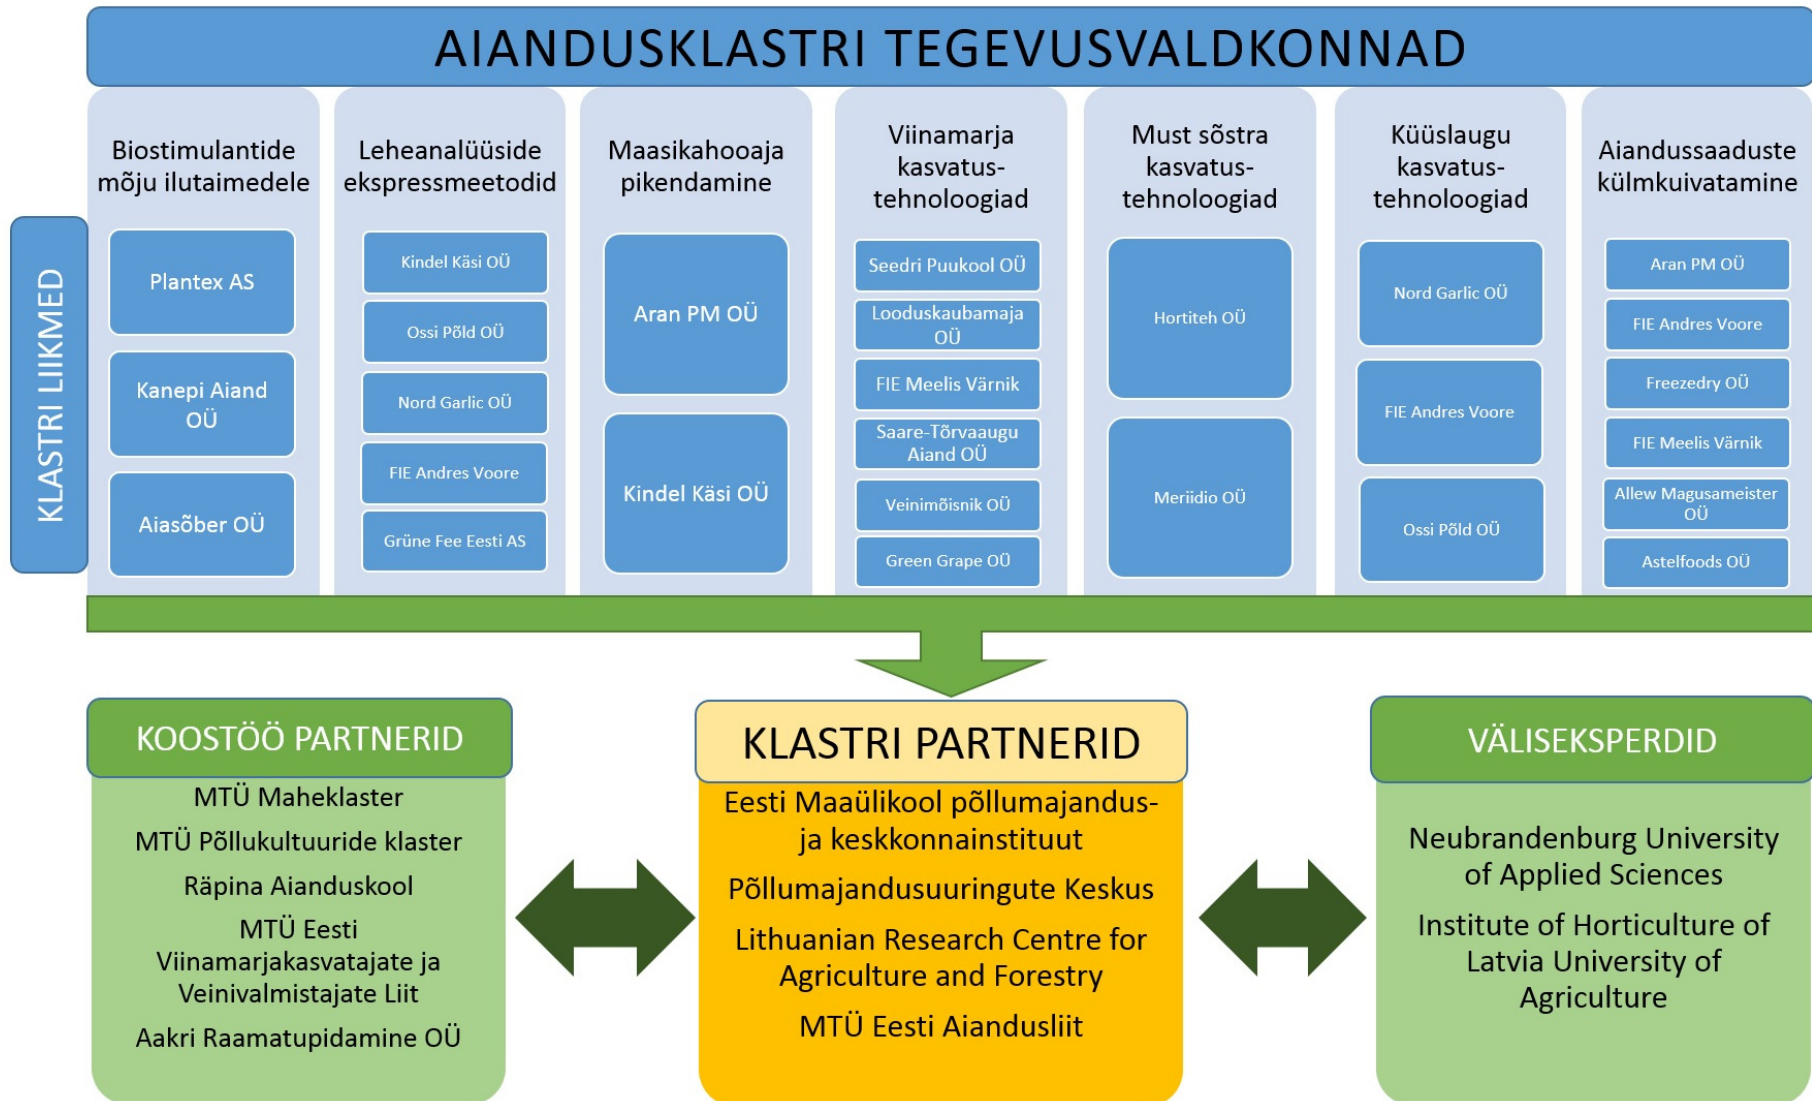 AIANDUSKLASTRI TEGEVUSVALDKONNAD
KLASTRI LIIKMED
Biostimulantide
mõju ilutaimedele
Plantex AS
Kanepi Aiand
OÜ
Aiasõber OÜ
Leheanalüüside
ekspressmeetodid
Kindel Käsi OÜ
Ossi Põld OÜ
Nord Garlic OÜ
FIE Andres Voore
Grüne Fee Eesti AS
Maasikahooaja
pikendamine
Aran PM OÜ
Kindel Käsi OÜ
Viinamarja
kasvatus-
tehnoloogiad
Seedri Puukool OÜ
Looduskaubamaja
OÜ
FIE Meelis Värnik
Saare-Tõrvaaugu
Aiand OÜ
Veinimõisnik OÜ
Green Grape OÜ
Must sõstra
kasvatus-
tehnoloogiad
Hortiteh OÜ
Meriidio OÜ
Küüslaugu
kasvatus-
tehnoloogiad
Nord Garlic OÜ
FIE Andres Voore
Ossi Põld OÜ
Aiandussaaduste
külmkuivatamine
Aran PM OÜ
FIE Andres Voore
Freezedry OÜ
FIE Meelis Värnik
Allew Magusameister
OÜ
Astelfoods OÜ
KOOSTÖÖ PARTNERID
MTÜ Maheklaster
MTÜ Põllukultuuride klaster
Räpina Aianduskool
MTÜ Eesti
Viinamarjakasvatajate ja
Veinivalmistajate Liit
Aakri Raamatupidamine OÜ
KLASTRI PARTNERID
Eesti Maaülikool põllumajandus-
ja keskkonnainstituut
Põllumajandusuuringute Keskus
Lithuanian Research Centre for
Agriculture and Forestry
MTÜ Eesti Aiandusliit
VÄLISEKSPERDID
Neubrandenburg University
of Applied Sciences
Institute of Horticulture of
Latvia University of
Agriculture